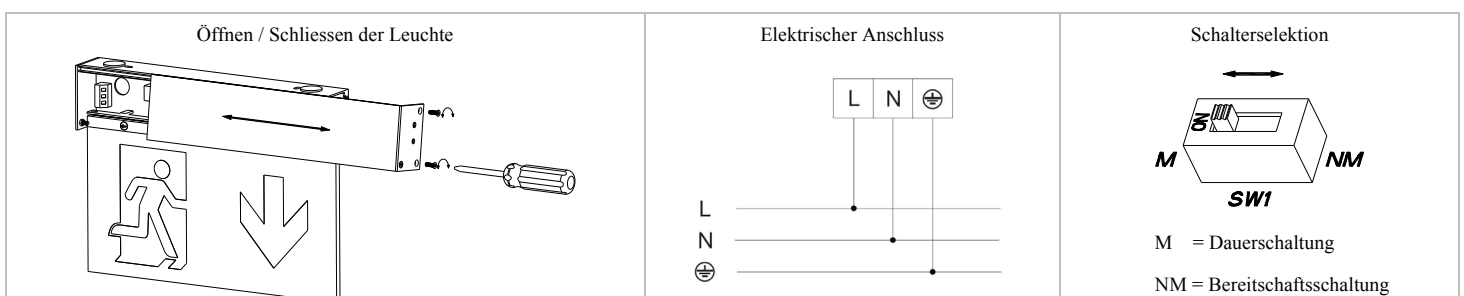 Öffnen / Schliessen der Leuchte
Elektrischer Anschluss
L N
L
N
Schalterselektion
ON
M
NM
SW1
M = Dauerschaltung
NM = Bereitschaftsschaltung